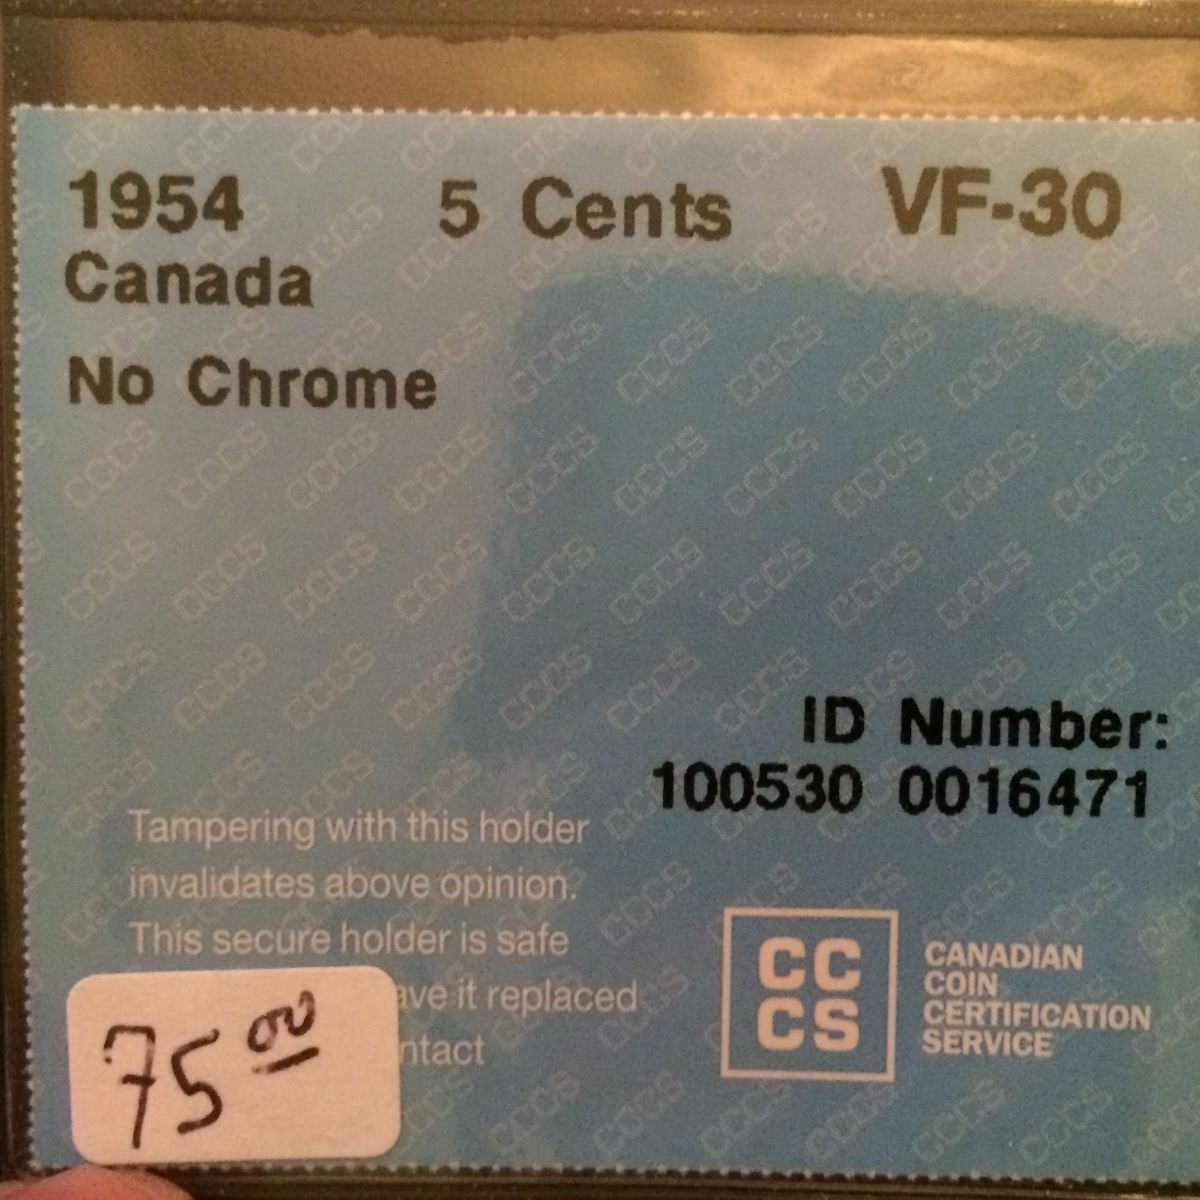 1954 5 Cents VF-30
Canada
No Chrome
ID Number:
100530 0016471
Tampering with this holder
invalidates above opinion.
This secure holder is safe
ave it replaced
ntact
75.00
CC
CS
CANADIAN
COIN
CERTIFICATION
SERVICE